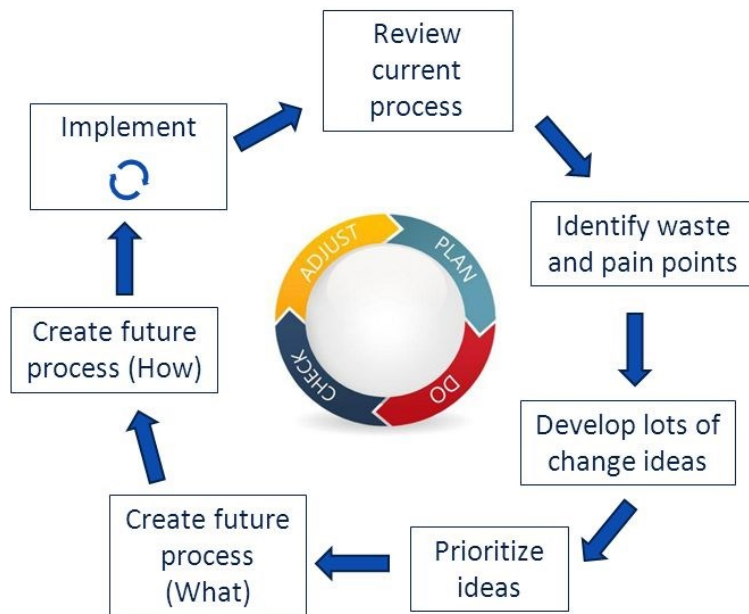 Review
current
process
Identify waste
and pain points
Develop lots of
change ideas
Prioritize
ideas
Create future
process
(What)
Create future
process (How)
Implement
PLAN
DO
CHECK
ADJUST